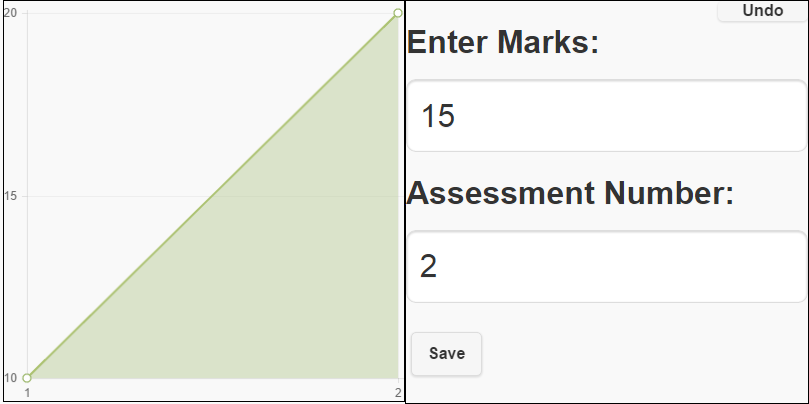 20
15
10
1 2
Undo
Enter Marks:
15
Assessment Number:
2
Save